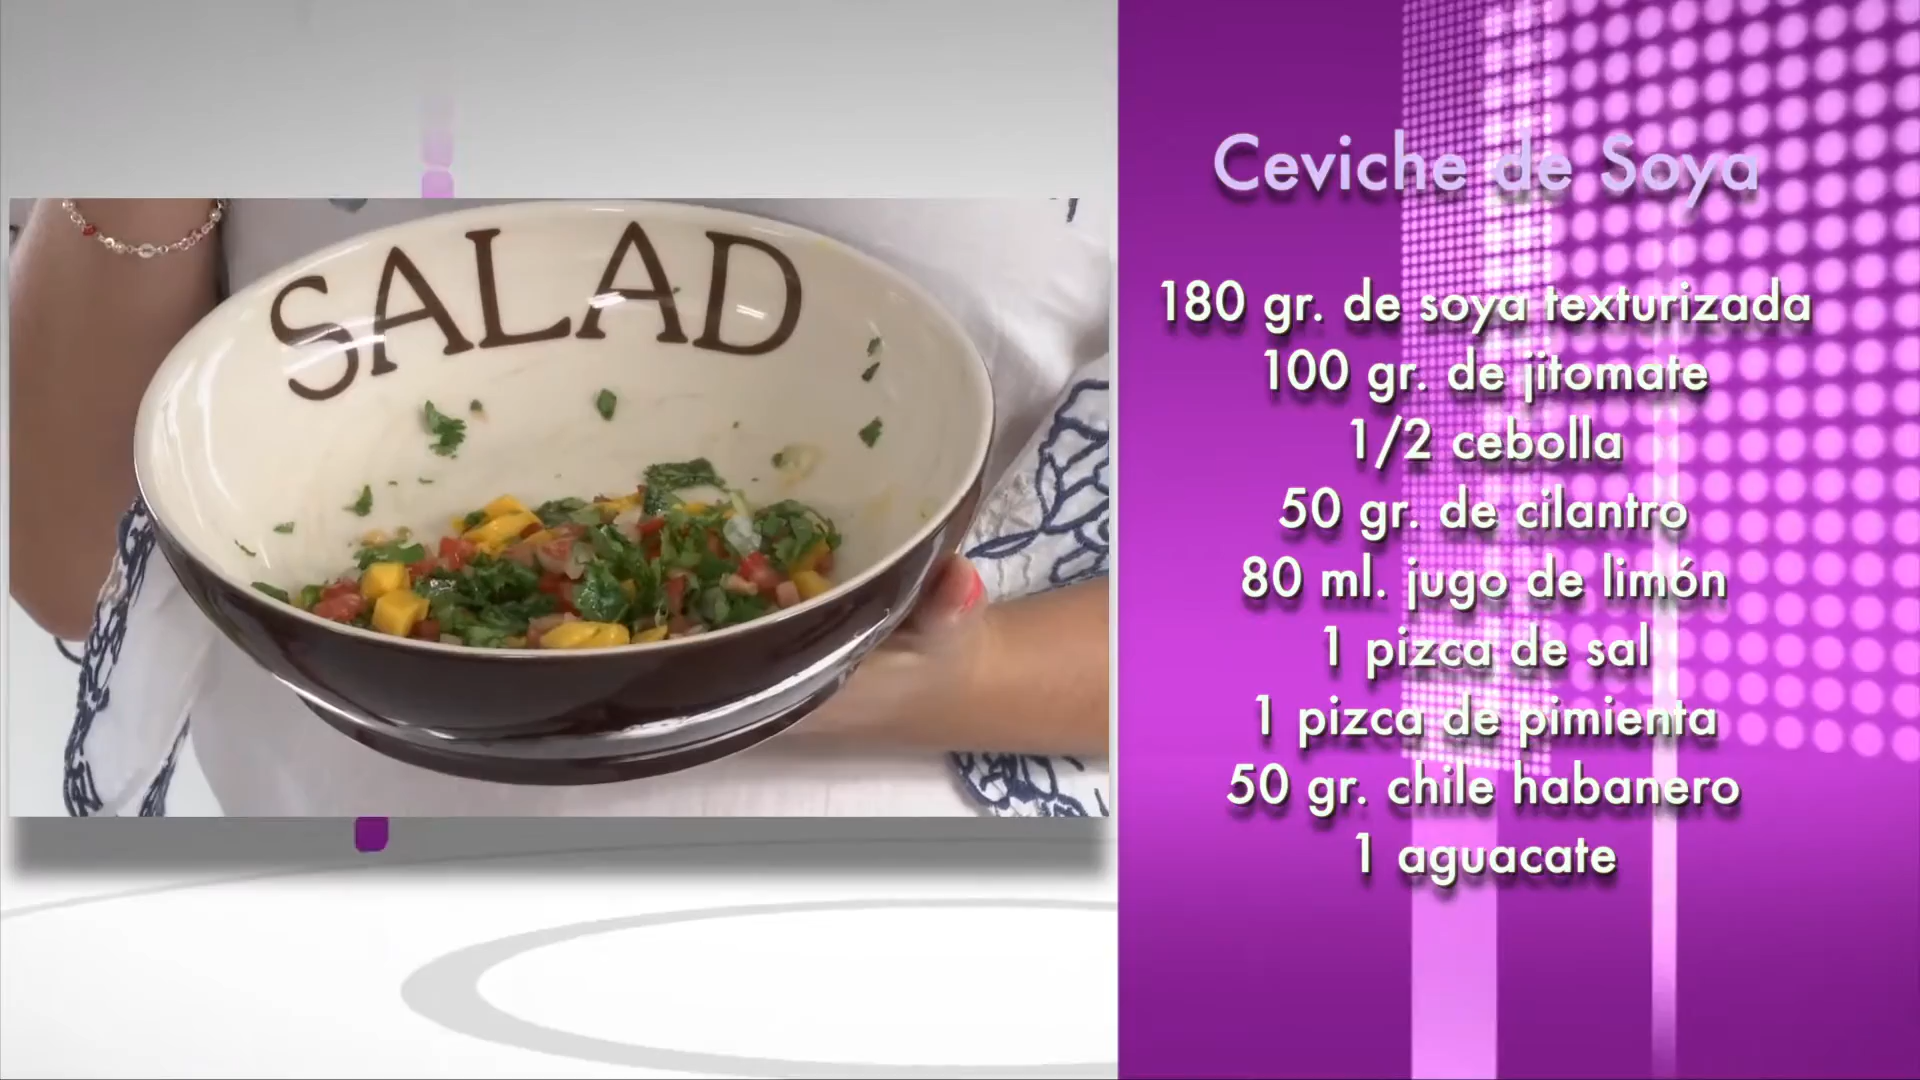 SALAD
Ceviche de Soya
180 gr. de soya texturizada
100 gr. de jitomate
1/2 cebolla
50 gr. de cilantro
80 ml. jugo de limón
1 pizca de sal
1 pizca de pimienta
50 gr. chile habanero
1 aguacate